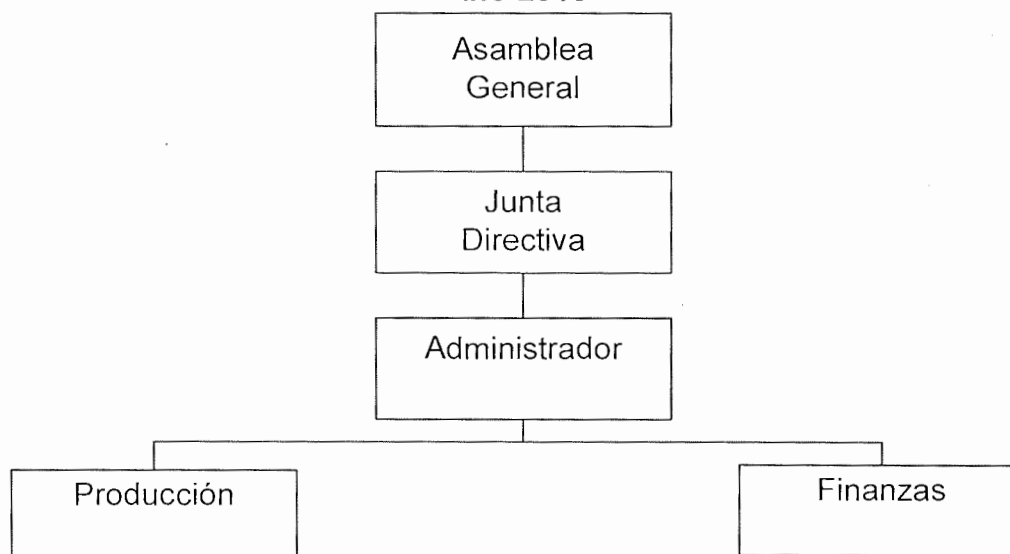 Asamblea
General
Junta
Directiva
Administrador
Producción
Finanzas